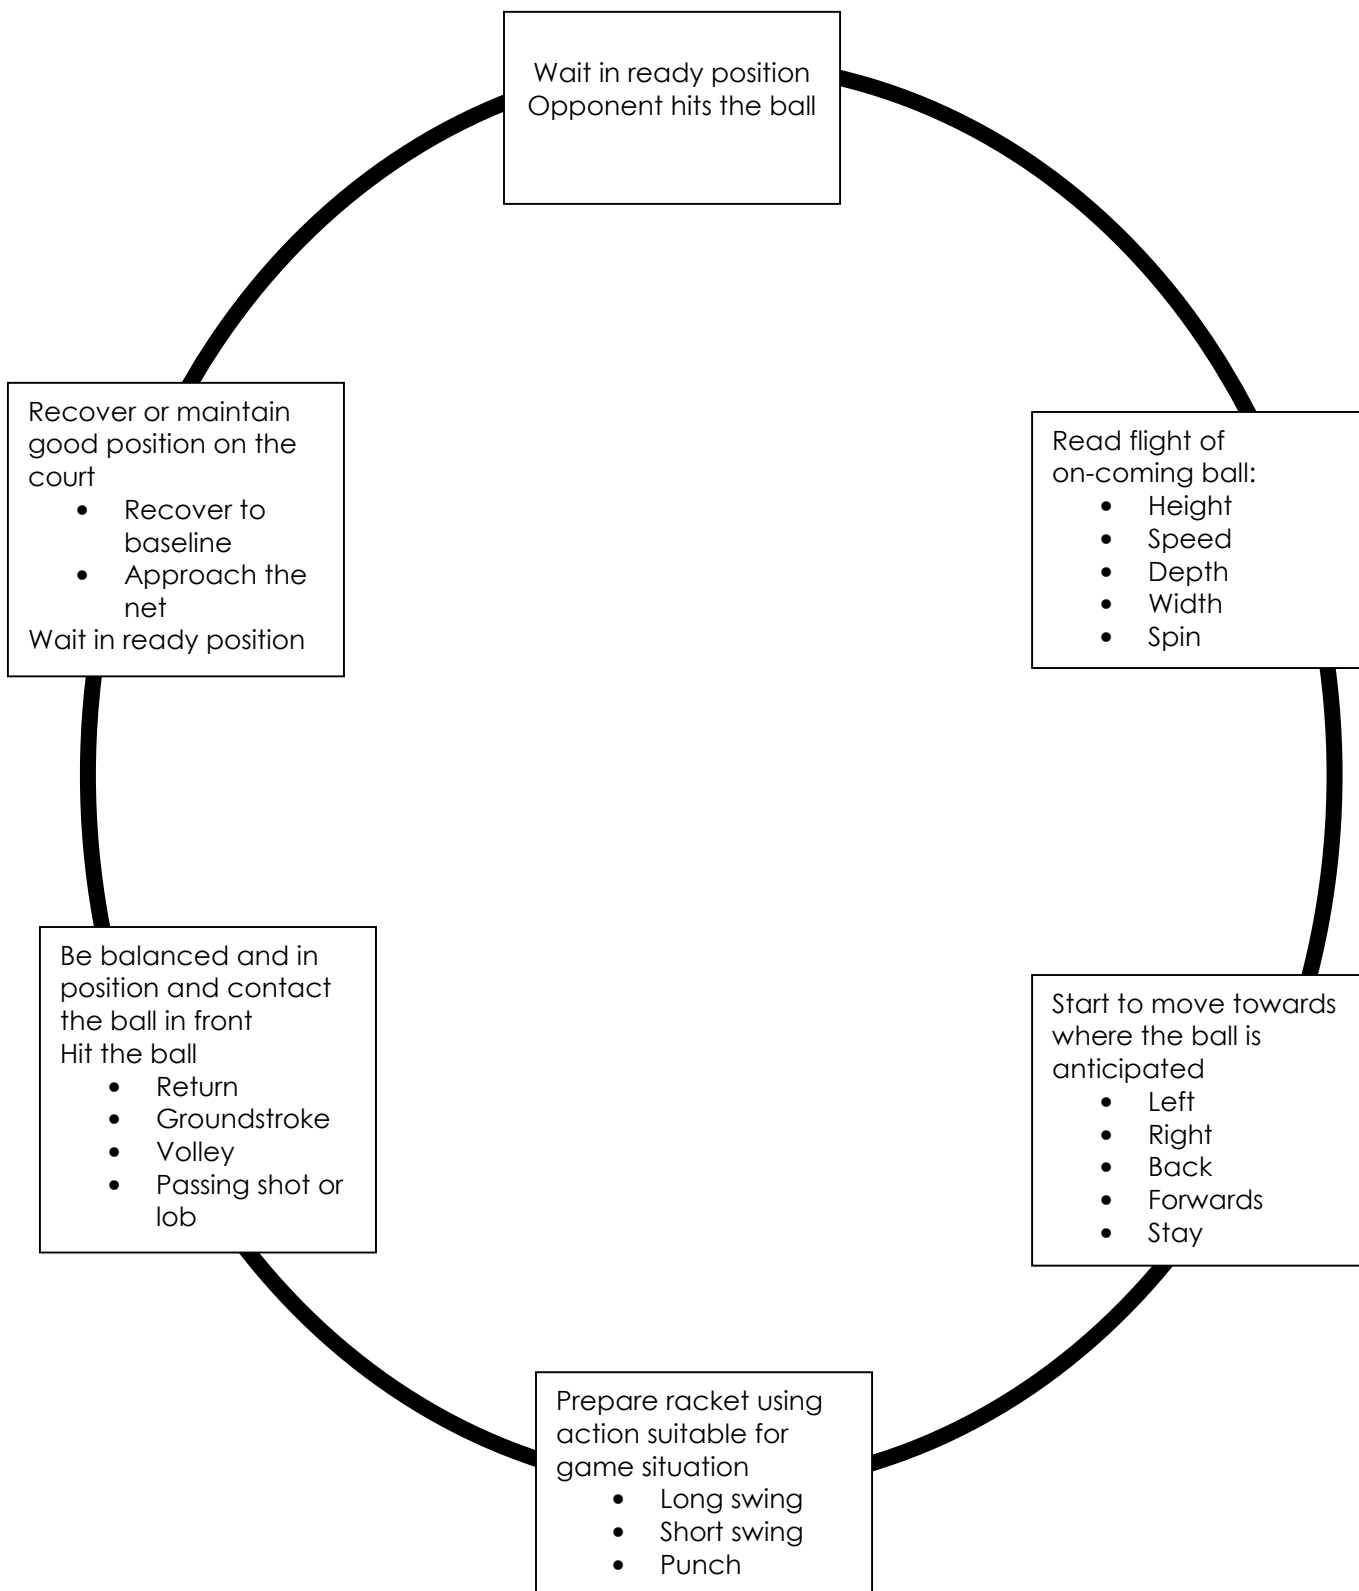 Wait in ready position
Opponent hits the ball
Read flight of
on-coming ball:
• Height
• Speed
• Depth
• Width
• Spin
Start to move towards
where the ball is
anticipated
• Left
• Right
• Back
• Forwards
• Stay
Prepare racket using
action suitable for
game situation
• Long swing
• Short swing
• Punch
Be balanced and in
position and contact
the ball in front
Hit the ball
• Return
• Groundstroke
• Volley
• Passing shot or
lob
Recover or maintain
good position on the
court
• Recover to
baseline
• Approach the
net
Wait in ready position